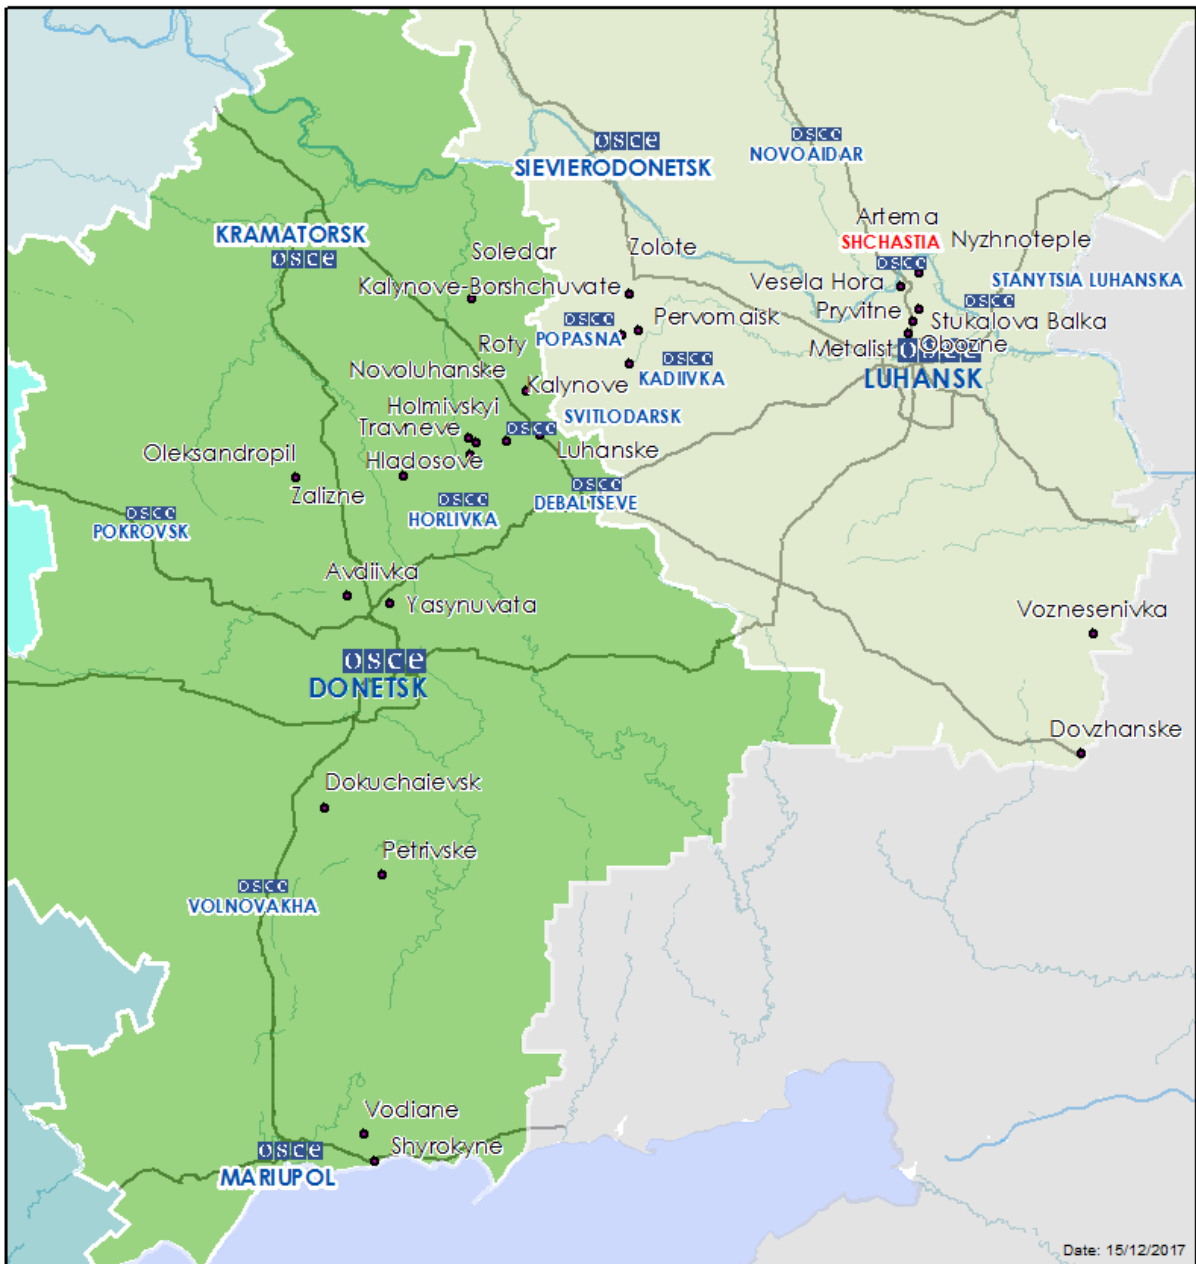 OSCE
SIEVIERODONETSK
OSCE
NOVOAIDAR
Artema
KRAMATORSK
OSCE
SHCHASTIA
OSCE
Nyzhnoteple
Soledar
Zolote
Vesela Hora
STANYTSIA LUHANSKA
OSCE
Kalynove-Borshchuvate
Pryvitne
OSCE
POPASNA
Pervomaisk
Stukalova Balka
Roty
Metalist
Obozne
OSCE
LUHANSK
OSCE
KADIIVKA
Novoluhanske
Kalynove
Holmivskyi
SVITLODARSK
OSCE
Travneve
Luhanske
Oleksandropil
Hladosove
Zalizne
OSCE
HORLIVKA
OSCE
DEBALTSEVE
OSCE
POKROVSK
Avdiivka
Yasynuvata
Voznesenivka
OSCE
DONETSK
Dovzhanske
Dokuchaievsk
Petrivske
OSCE
VOLNOVAKHA
Vodiane
Shyrokyne
OSCE
MARIUPOL
Date: 15/12/2017